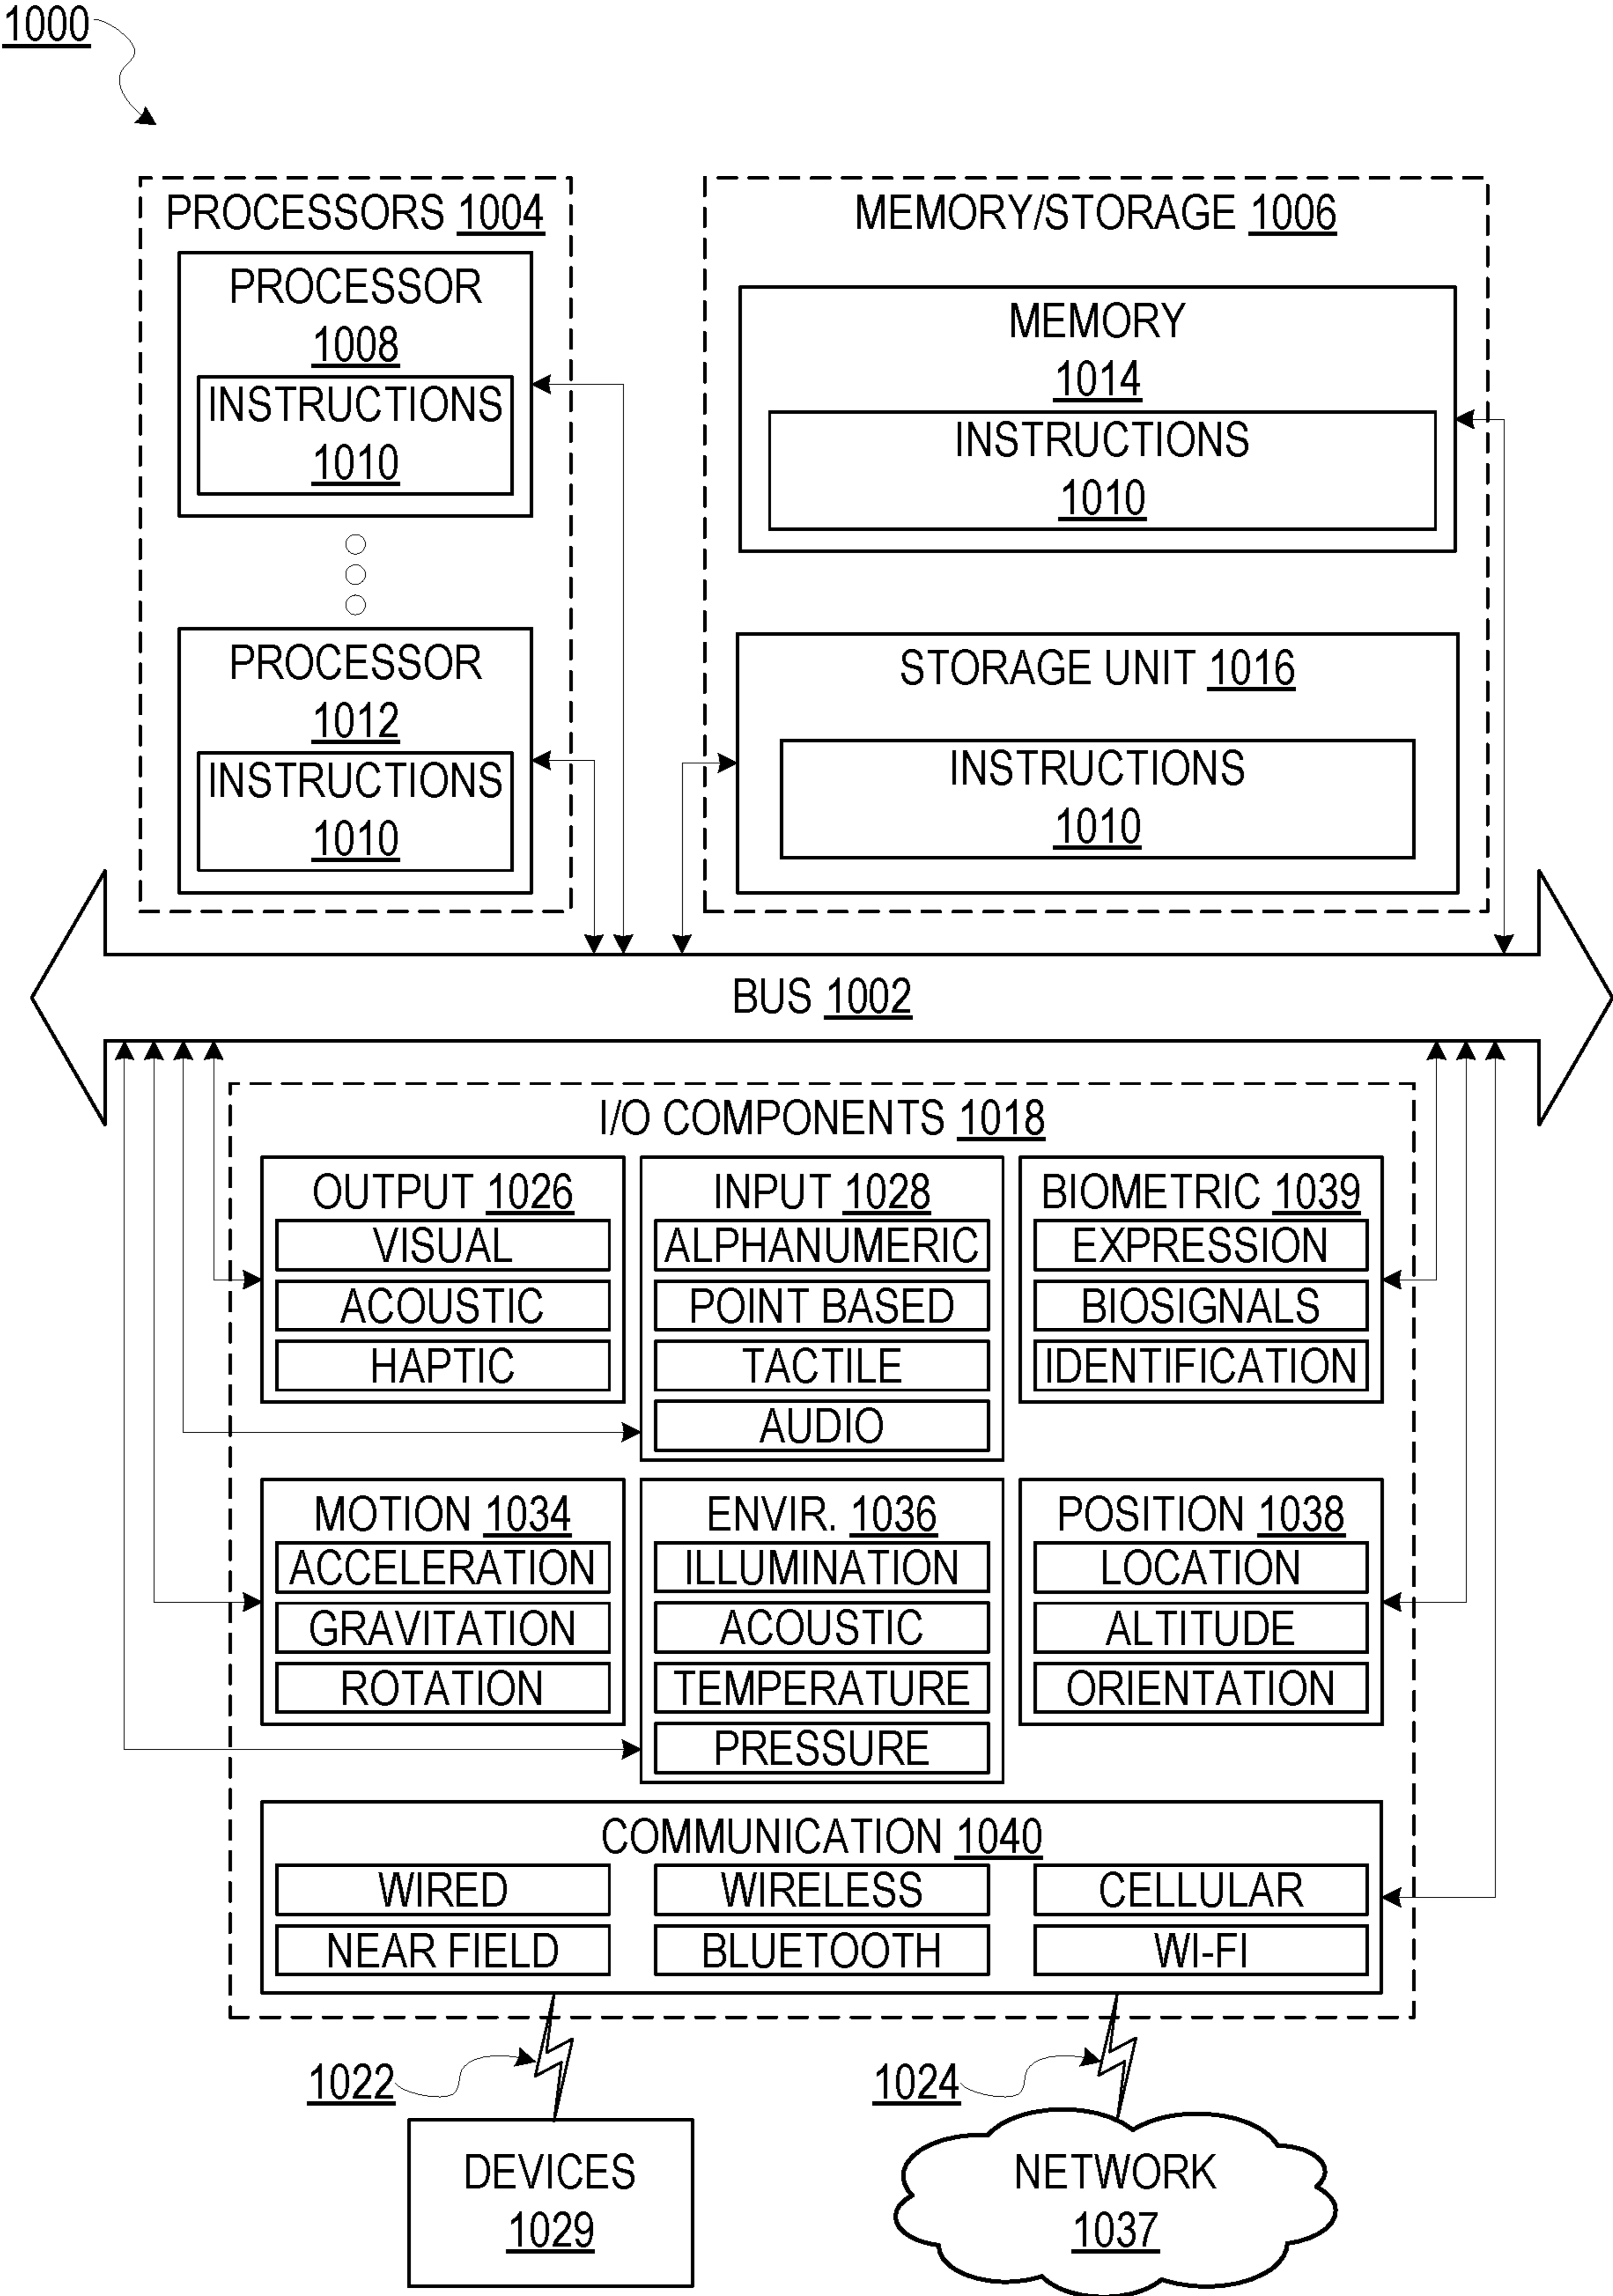 1000
PROCESSORS 1004
PROCESSOR
1008
INSTRUCTIONS
1010
PROCESSOR
1012
INSTRUCTIONS
1010
MEMORY/STORAGE 1006
MEMORY
1014
INSTRUCTIONS
1010
STORAGE UNIT 1016
INSTRUCTIONS
1010
BUS 1002
I/O COMPONENTS 1018
OUTPUT 1026
VISUAL
ACOUSTIC
HAPTIC
INPUT 1028
ALPHANUMERIC
POINT BASED
TACTILE
AUDIO
BIOMETRIC 1039
EXPRESSION
BIOSIGNALS
IDENTIFICATION
MOTION 1034
ACCELERATION
GRAVITATION
ROTATION
ENVIR. 1036
ILLUMINATION
ACOUSTIC
TEMPERATURE
PRESSURE
POSITION 1038
LOCATION
ALTITUDE
ORIENTATION
COMMUNICATION 1040
WIRED
WIRELESS
CELLULAR
NEAR FIELD
BLUETOOTH
WI-FI
1022
1024
DEVICES
1029
NETWORK
1037